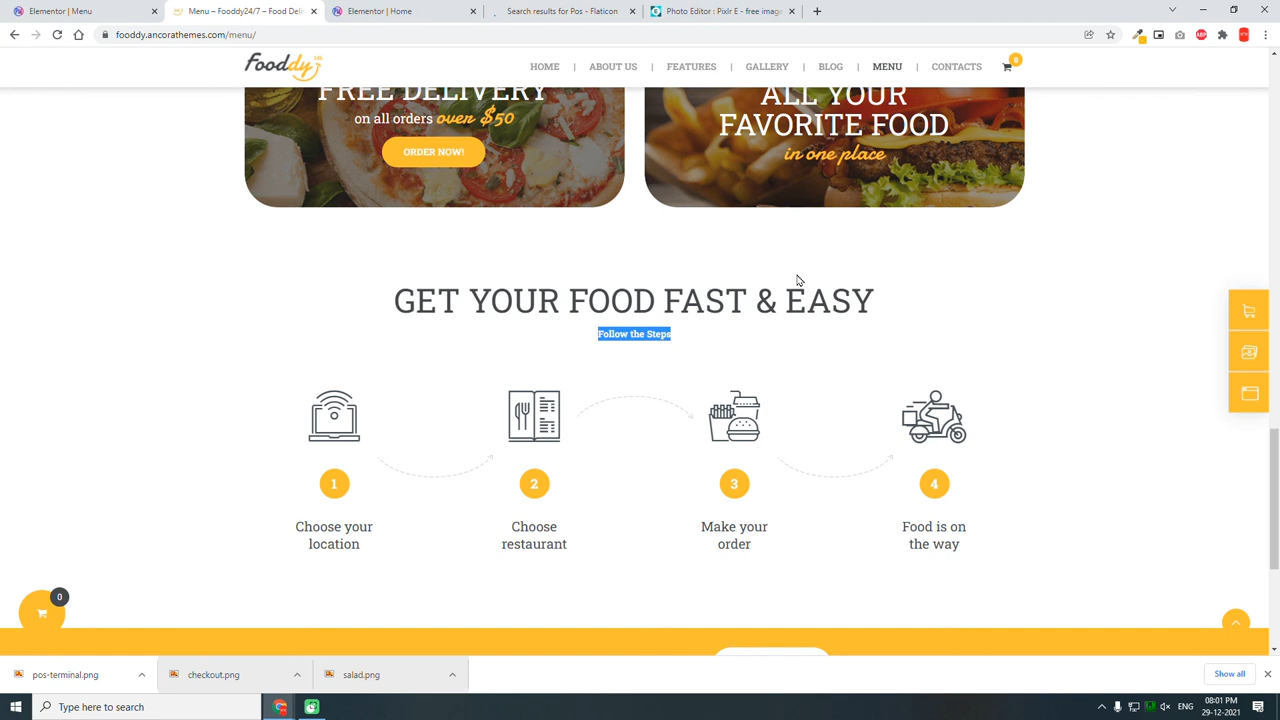 Elementor | Menu
Menu – Fooddy24/7 – Food Deli
Elementor | Home
Search results for Pos - Flaticon
Photo Editor : Pixlr E - free image
fooddy.ancorathemes.com/menu/
Fooddy
HOME | ABOUT US | FEATURES | GALLERY | BLOG | MENU | CONTACTS
0
FREE DELIVERY
on all orders over $50
ORDER NOW!
ALL YOUR
FAVORITE FOOD
in one place
GET YOUR FOOD FAST & EASY
Follow the Steps
1
Choose your
location
2
Choose
restaurant
3
Make your
order
4
Food is on
the way
0
pos-terminal.png
checkout.png
salad.png
Show all
Type here to search
ENG
08:01 PM
29-12-2021